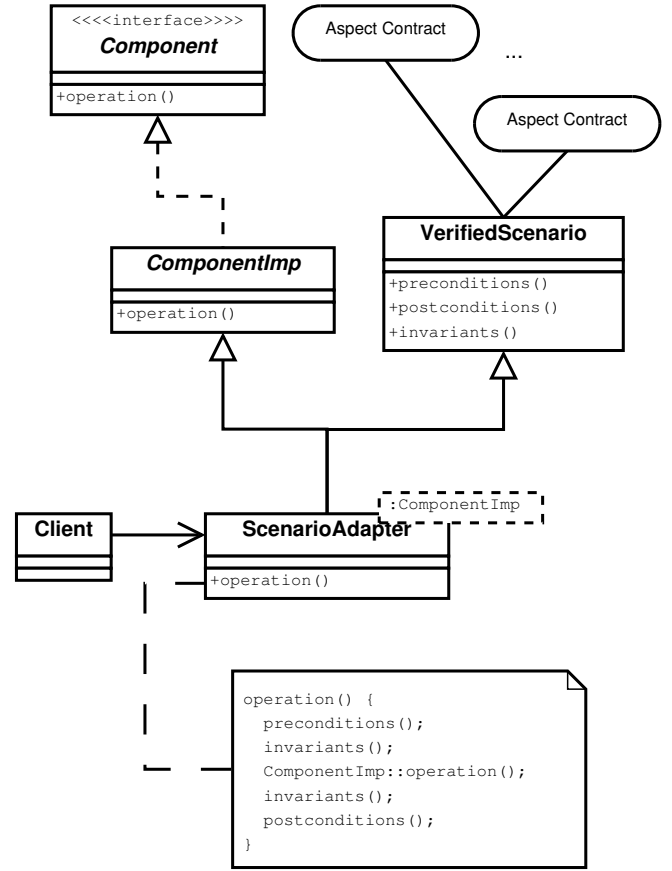 <<<<interface>>>>
Component
+operation()
Aspect Contract
...
Aspect Contract
ComponentImp
+operation()
VerifiedScenario
+preconditions()
+postconditions()
+invariants()
Client
:ComponentImp
ScenarioAdapter
+operation()
operation() {
preconditions();
invariants();
ComponentImp::operation();
invariants();
postconditions();
}